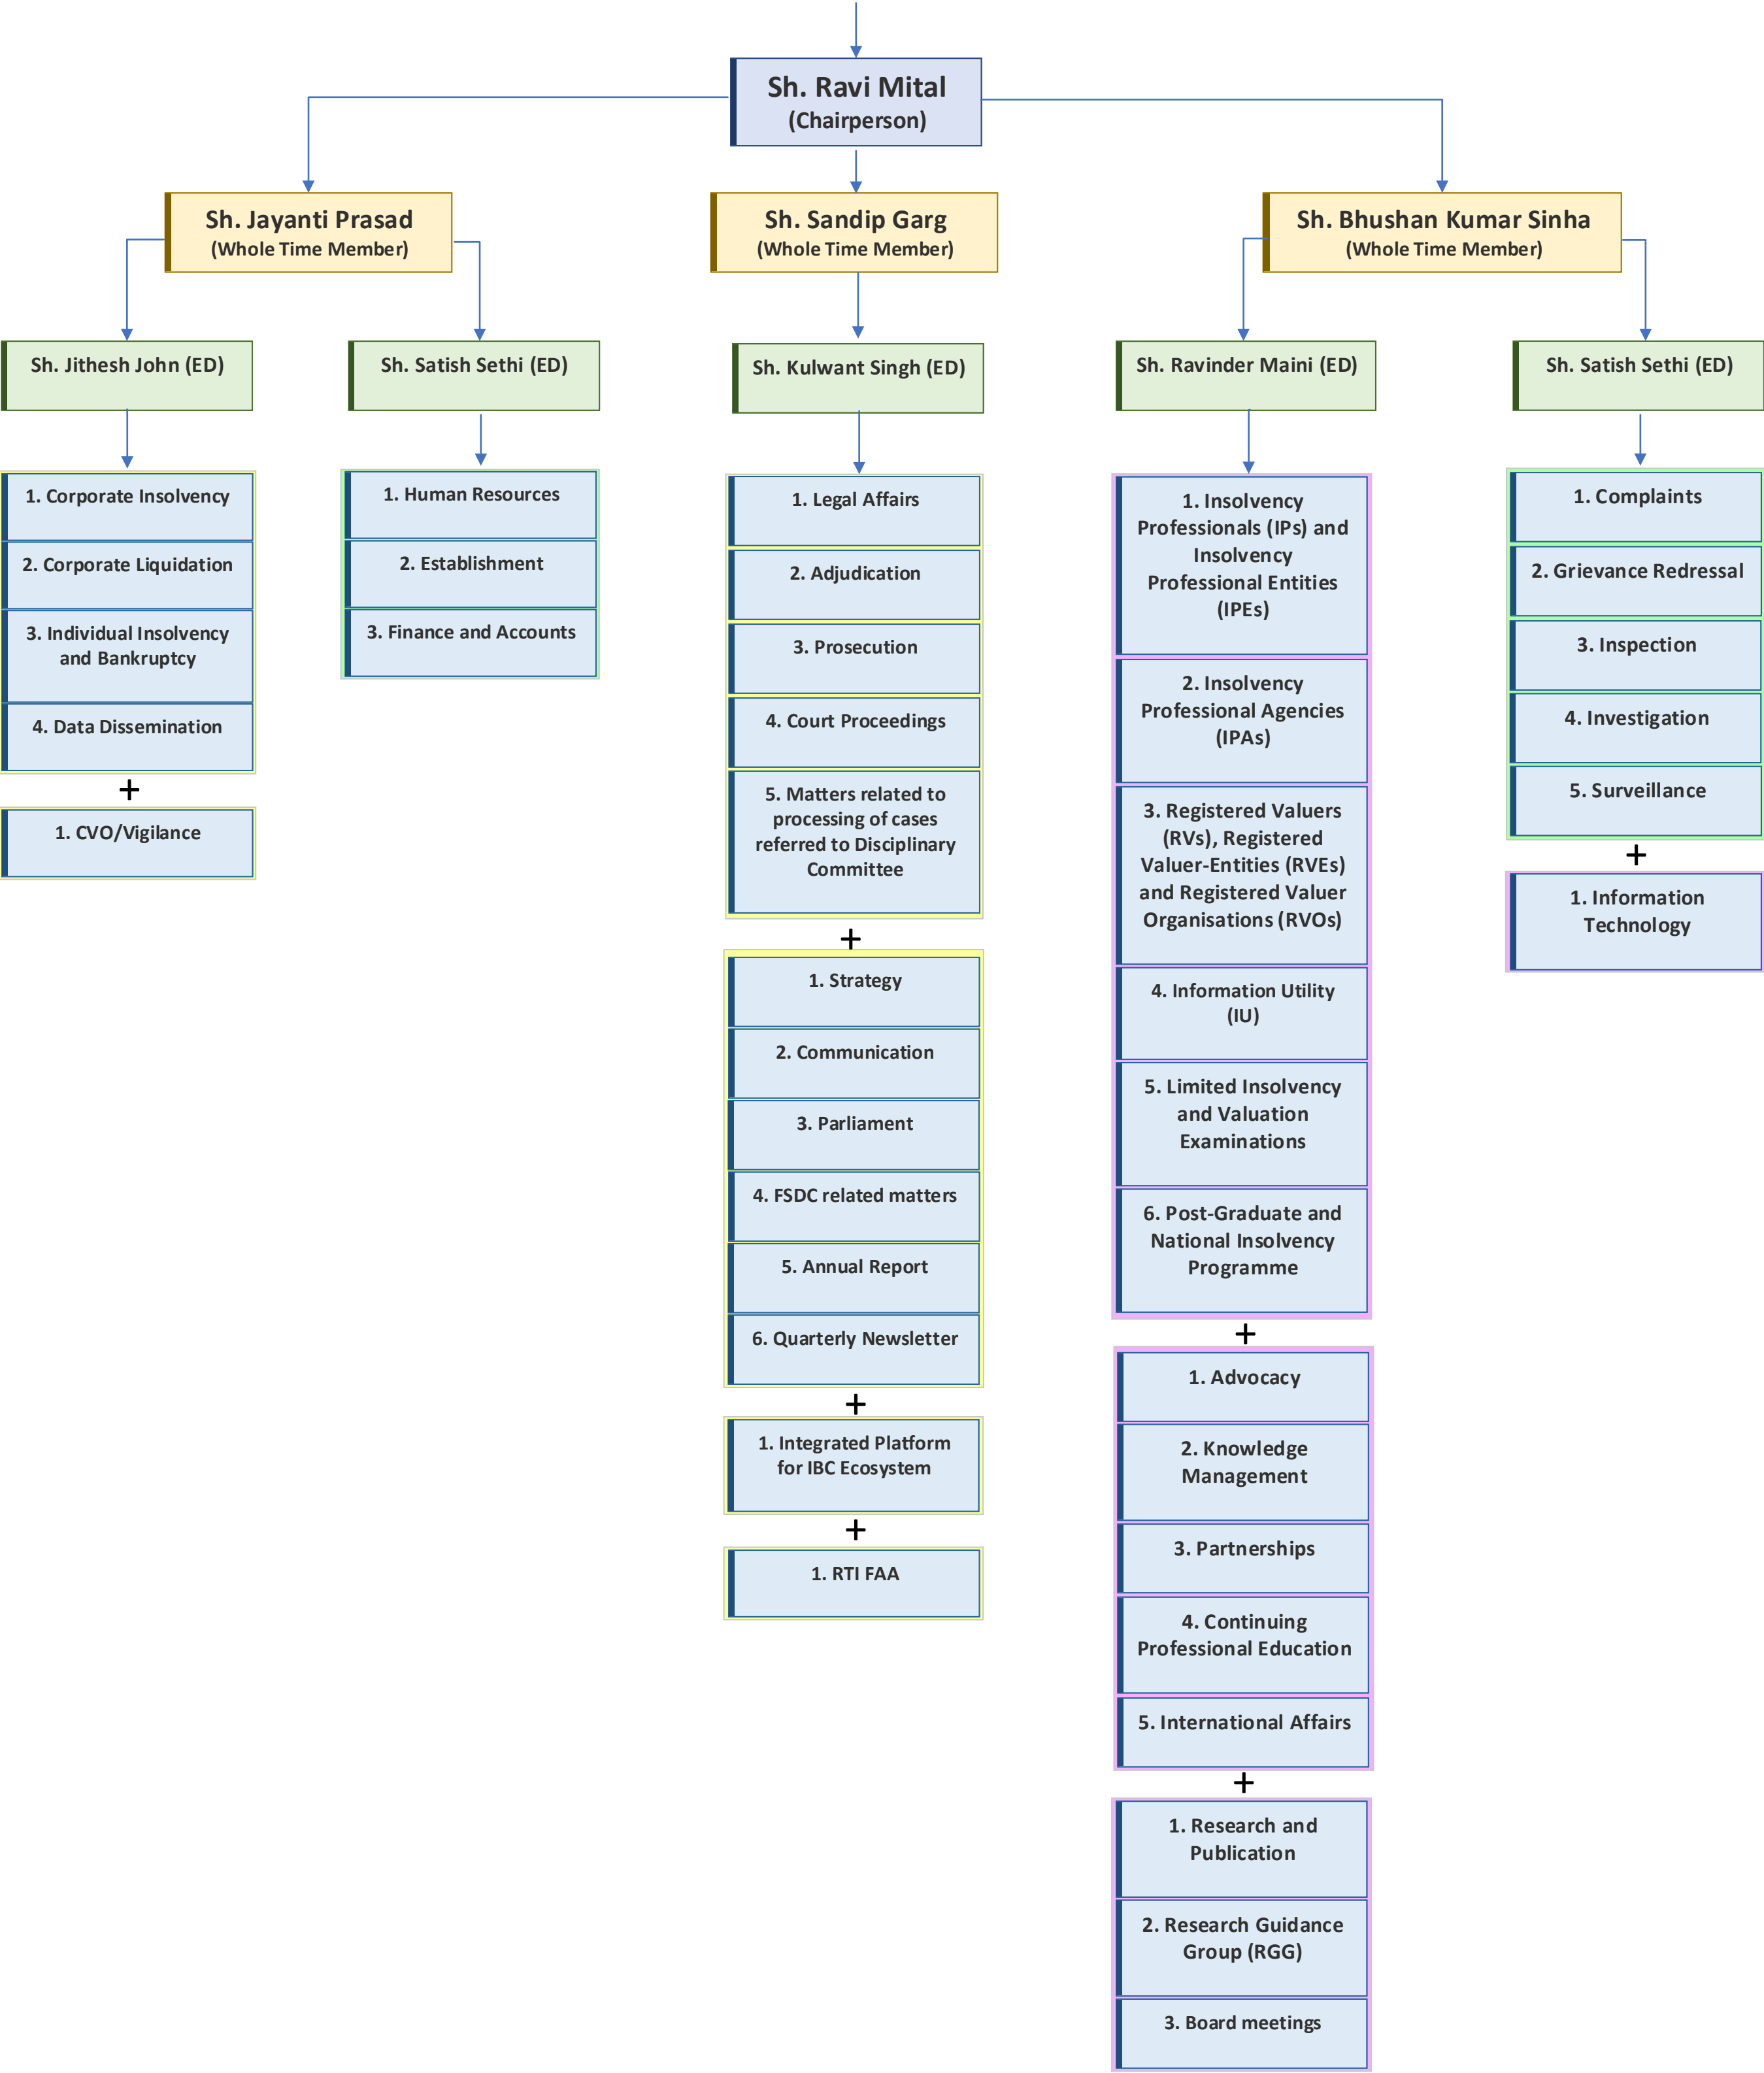 Sh. Ravi Mital
(Chairperson)
Sh. Jayanti Prasad
(Whole Time Member)
Sh. Sandip Garg
(Whole Time Member)
Sh. Bhushan Kumar Sinha
(Whole Time Member)
Sh. Jithesh John (ED)
Sh. Satish Sethi (ED)
Sh. Kulwant Singh (ED)
Sh. Ravinder Maini (ED)
Sh. Satish Sethi (ED)
1. Corporate Insolvency
2. Corporate Liquidation
3. Individual Insolvency
and Bankruptcy
4. Data Dissemination
+
1. CVO/Vigilance
1. Human Resources
2. Establishment
3. Finance and Accounts
1. Legal Affairs
2. Adjudication
3. Prosecution
4. Court Proceedings
5. Matters related to
processing of cases
referred to Disciplinary
Committee
+
1. Strategy
2. Communication
3. Parliament
4. FSDC related matters
5. Annual Report
6. Quarterly Newsletter
+
1. Integrated Platform
for IBC Ecosystem
+
1. RTI FAA
1. Insolvency
Professionals (IPs) and
Insolvency
Professional Entities
(IPEs)
2. Insolvency
Professional Agencies
(IPAs)
3. Registered Valuers
(RVs), Registered
Valuer-Entities (RVEs)
and Registered Valuer
Organisations (RVOs)
4. Information Utility
(IU)
5. Limited Insolvency
and Valuation
Examinations
6. Post-Graduate and
National Insolvency
Programme
+
1. Advocacy
2. Knowledge
Management
3. Partnerships
4. Continuing
Professional Education
5. International Affairs
+
1. Research and
Publication
2. Research Guidance
Group (RGG)
3. Board meetings
1. Complaints
2. Grievance Redressal
3. Inspection
4. Investigation
5. Surveillance
+
1. Information
Technology